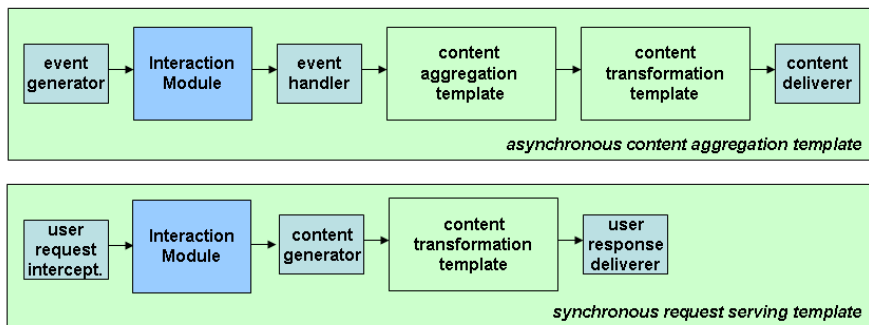 event
generator
Interaction
Module
event
handler
content
aggregation
template
content
transformation
template
content
deliverer
asynchronous content aggregation template
user
request
intercept.
Interaction
Module
content
generator
content
transformation
template
user
response
deliverer
synchronous request serving template